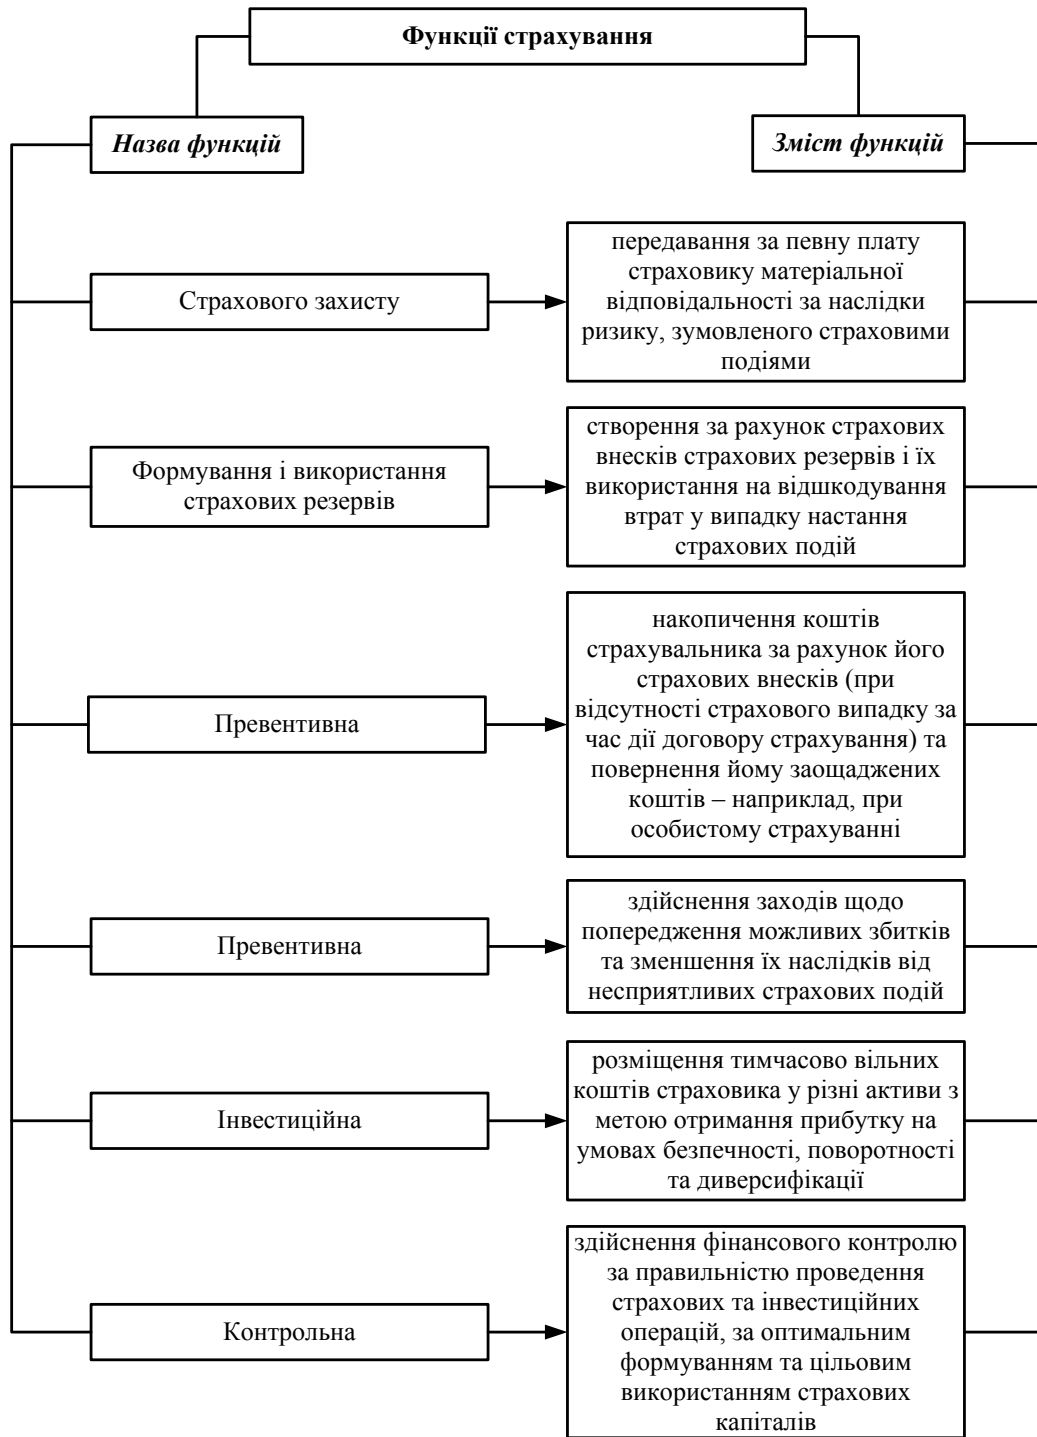 Функції страхування
Назва функцій
Зміст функцій
Страхового захисту
передавання за певну плату
страховику матеріальної
відповідальності за наслідки
ризику, зумовленого страховими
подіями
Формування і використання
страхових резервів
створення за рахунок страхових
внесків страхових резервів і їх
використання на відшкодування
втрат у випадку настання
страхових подій
Превентивна
накопичення коштів
страхувальника за рахунок його
страхових внесків (при
відсутності страхового випадку за
час дії договору страхування) та
повернення йому заощаджених
коштів – наприклад, при
особистому страхуванні
Превентивна
здійснення заходів щодо
попередження можливих збитків
та зменшення їх наслідків від
несприятливих страхових подій
Інвестиційна
розміщення тимчасово вільних
коштів страховика у різні активи з
метою отримання прибутку на
умовах безпечності, поворотності
та диверсифікації
Контрольна
здійснення фінансового контролю
за правильністю проведення
страхових та інвестиційних
операцій, за оптимальним
формуванням та цільовим
використанням страхових
капіталів